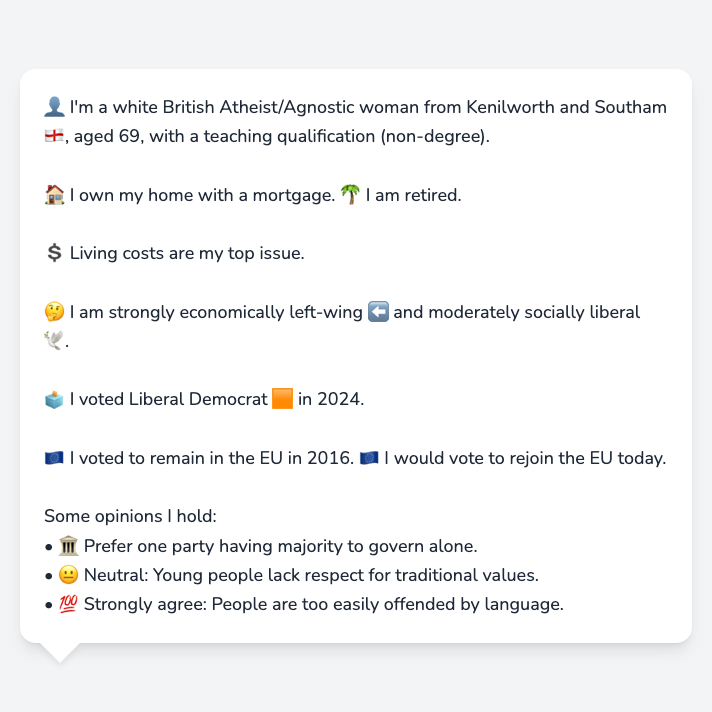 👤 I'm a white British Atheist/Agnostic woman from Kenilworth and Southam
🏴󠁧󠁢󠁥󠁮󠁧󠁿, aged 69, with a teaching qualification (non-degree).
🏠 I own my home with a mortgage. 🌴 I am retired.
💲 Living costs are my top issue.
🤔 I am strongly economically left-wing ⬅️ and moderately socially liberal
🕊️.
🗳️ I voted Liberal Democrat 🟧 in 2024.
🇪🇺 I voted to remain in the EU in 2016. 🇪🇺 I would vote to rejoin the EU today.
Some opinions I hold:
• 🏛️ Prefer one party having majority to govern alone.
• 😐 Neutral: Young people lack respect for traditional values.
• 💯 Strongly agree: People are too easily offended by language.